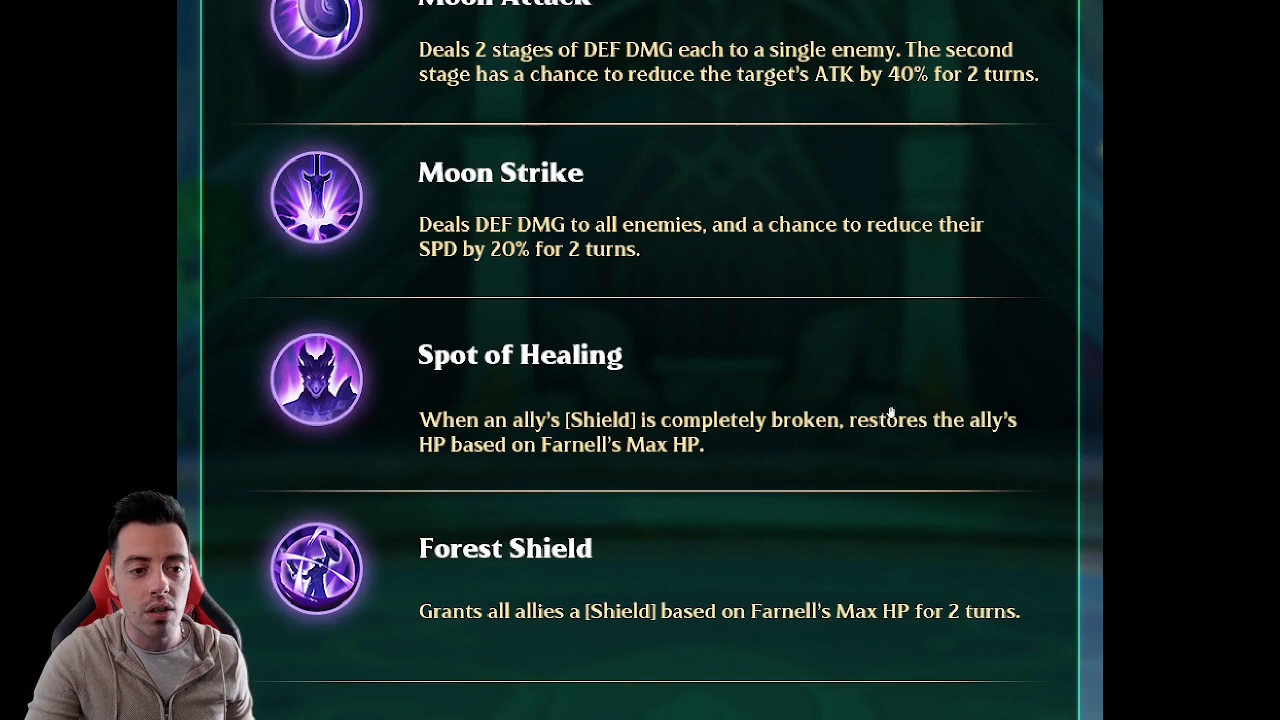 Moon Attack
Deals 2 stages of DEF DMG each to a single enemy. The second
stage has a chance to reduce the target's ATK by 40% for 2 turns.
Moon Strike
Deals DEF DMG to all enemies, and a chance to reduce their
SPD by 20% for 2 turns.
Spot of Healing
When an ally's [Shield] is completely broken, restores the ally's
HP based on Farnell's Max HP.
Forest Shield
Grants all allies a [Shield] based on Farnell's Max HP for 2 turns.